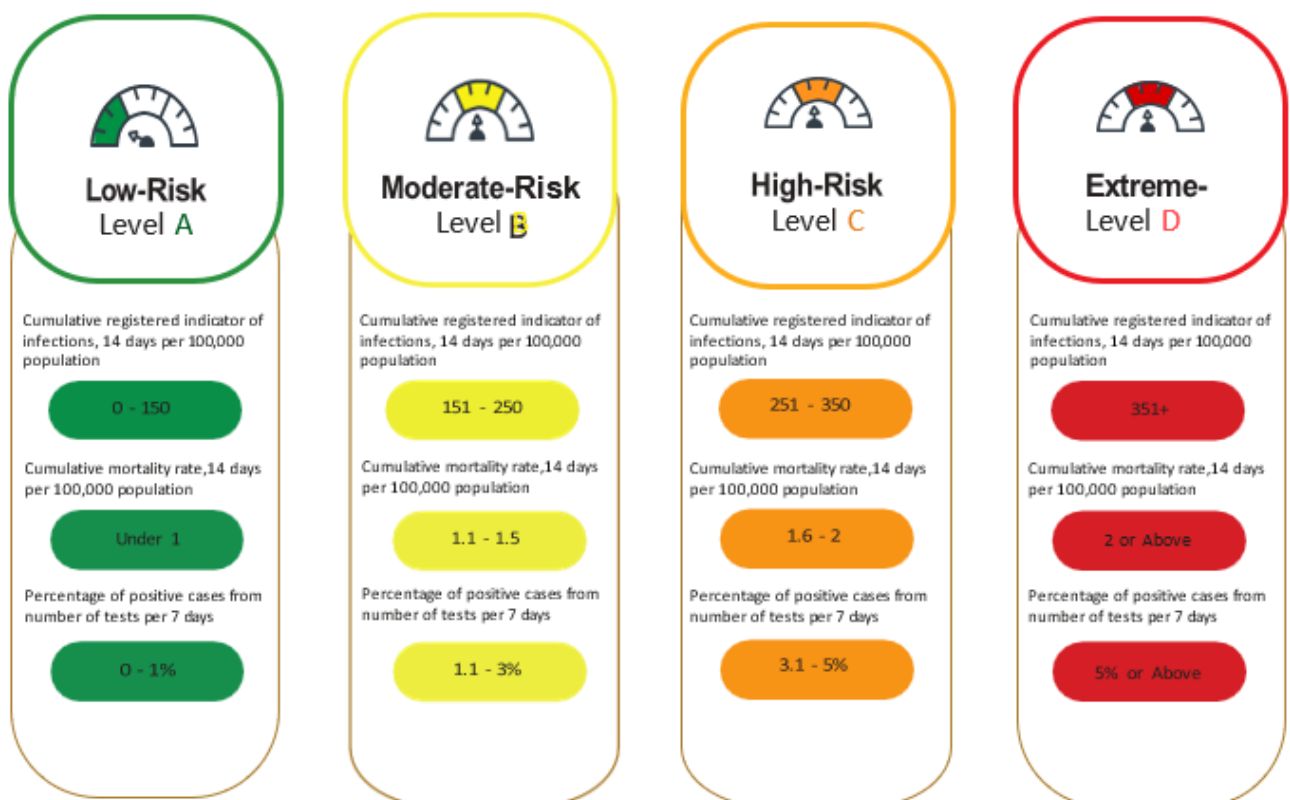 Low-Risk
Level A
Cumulative registered indicator of
infections, 14 days per 100,000
population
0 - 150
Cumulative mortality rate,14 days
per 100,000 population
Under 1
Percentage of positive cases from
number of tests per 7 days
0 - 1%
Moderate-Risk
Level B
Cumulative registered indicator of
infections, 14 days per 100,000
population
151 - 250
Cumulative mortality rate,14 days
per 100,000 population
1.1 - 1.5
Percentage of positive cases from
number of tests per 7 days
1.1 - 3%
High-Risk
Level C
Cumulative registered indicator of
infections, 14 days per 100,000
population
251 - 350
Cumulative mortality rate,14 days
per 100,000 population
1.6 - 2
Percentage of positive cases from
number of tests per 7 days
3.1 - 5%
Extreme-
Level D
Cumulative registered indicator of
infections, 14 days per 100,000
population
351+
Cumulative mortality rate,14 days
per 100,000 population
2 or Above
Percentage of positive cases from
number of tests per 7 days
5% or Above